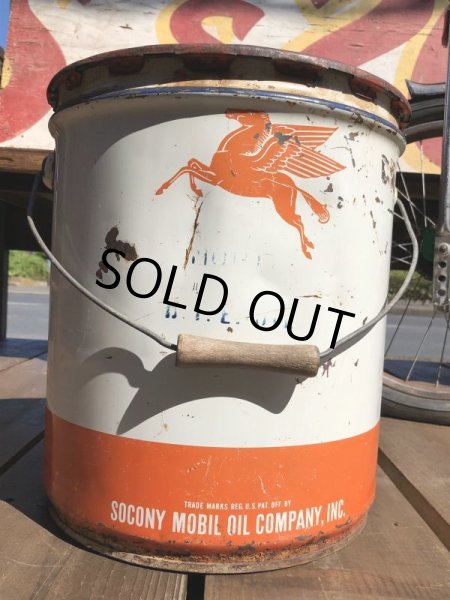 SOLD OUT
TRADE MARKS REG. U.S. PAT. OFF. BY
SOCONY MOBIL OIL COMPANY, INC.